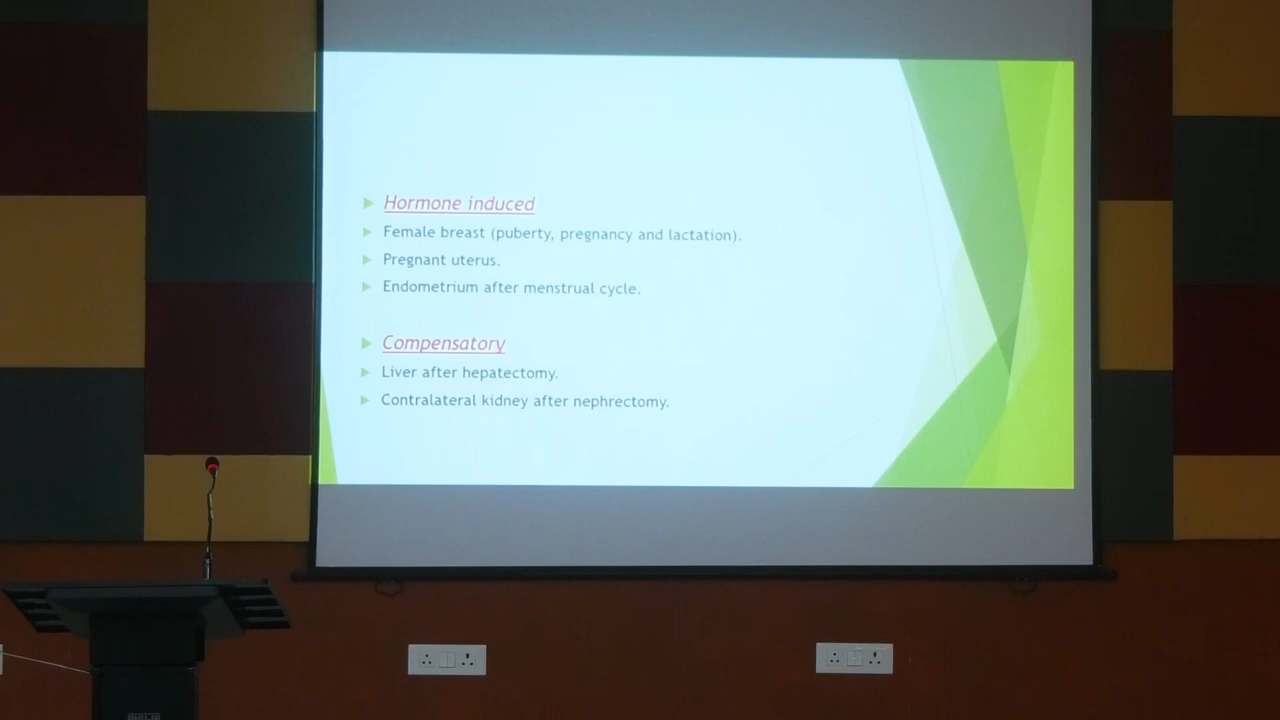 Hormone induced
Female breast (puberty, pregnancy and lactation).
Pregnant uterus.
Endometrium after menstrual cycle.
Compensatory
Liver after hepatectomy.
Contralateral kidney after nephrectomy.